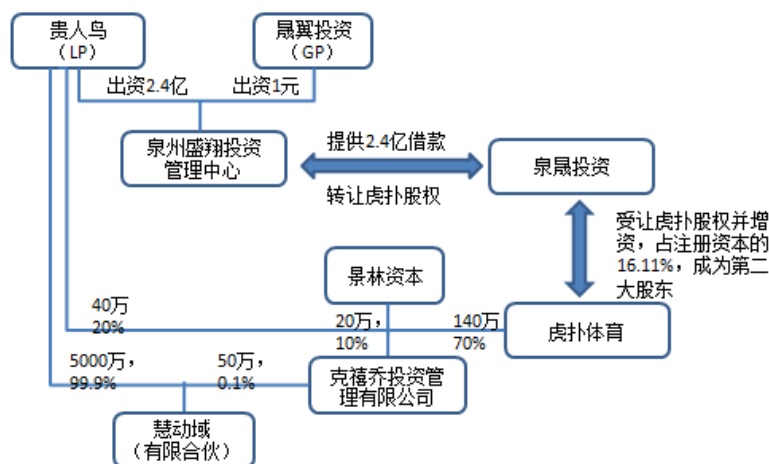 贵人鸟
（LP）
晟翼投资
（GP）
出资2.4亿
出资1元
泉州盛翔投资
管理中心
提供2.4亿借款
转让虎扑股权
泉晟投资
受让虎扑股权并增
资，占注册资本的
16.11%，成为第二
大股东
景林资本
40万
20%
20万，
10%
140万
70%
虎扑体育
5000万，
99.9%
50万，
0.1%
克禧乔投资管
理有限公司
慧动域
（有限合伙）